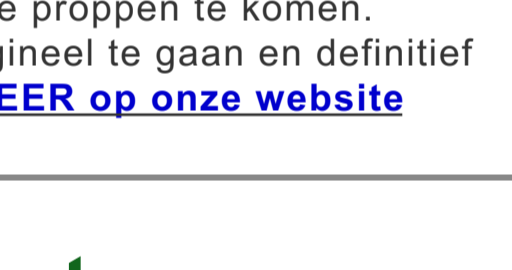 e proppen te komen.
gineel te gaan en definitief
EER op onze website